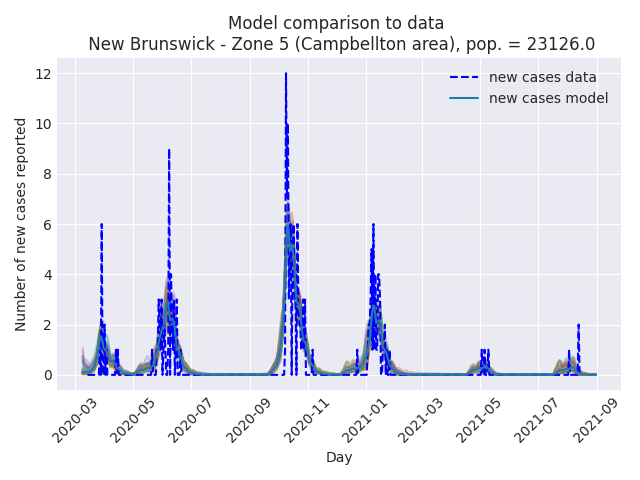 Model comparison to data
New Brunswick - Zone 5 (Campbellton area), pop. = 23126.0
new cases data
new cases model
Number of new cases reported
12
10
8
6
4
2
0
2020-03
2020-05
2020-07
2020-09
2020-11
2021-01
2021-03
2021-05
2021-07
2021-09
Day